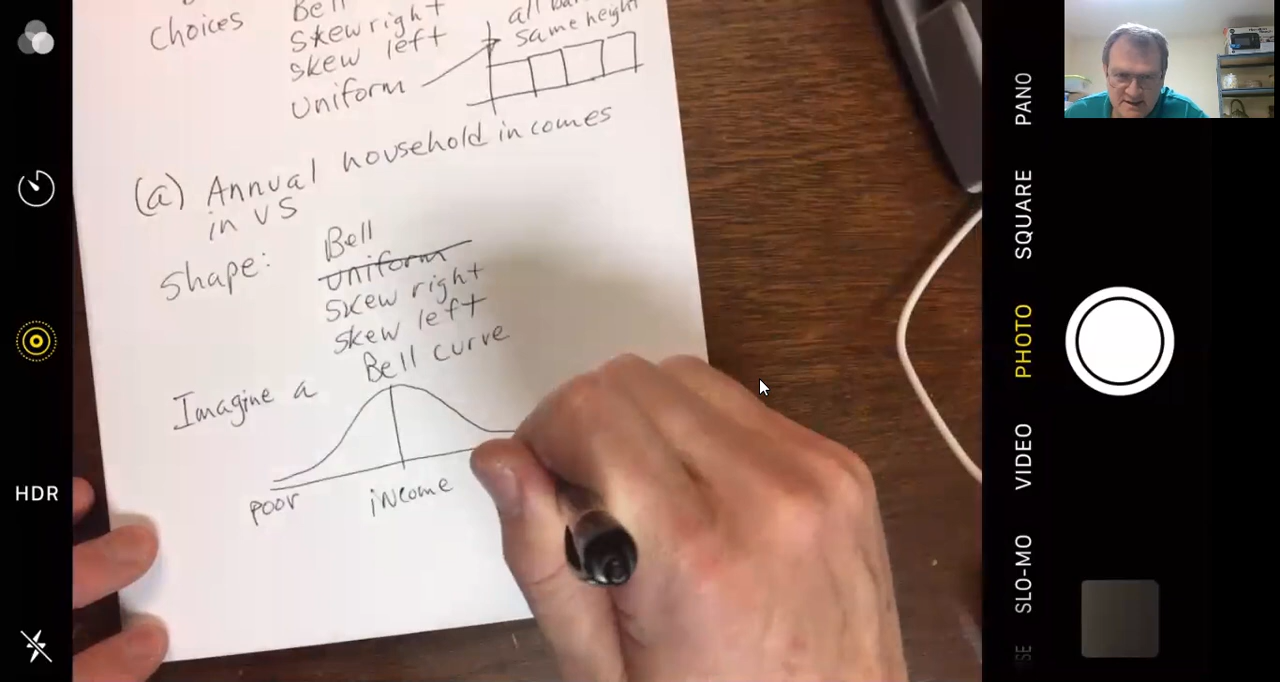 choices
Bell
skew right
skew left
Uniform
all
same height
(a) Annual household incomes
in US
shape:
Bell
Uniform
skew right
skew left
Imagine a Bell curve
poor
income
HDR
PANO
SQUARE
PHOTO
VIDEO
SLO-MO